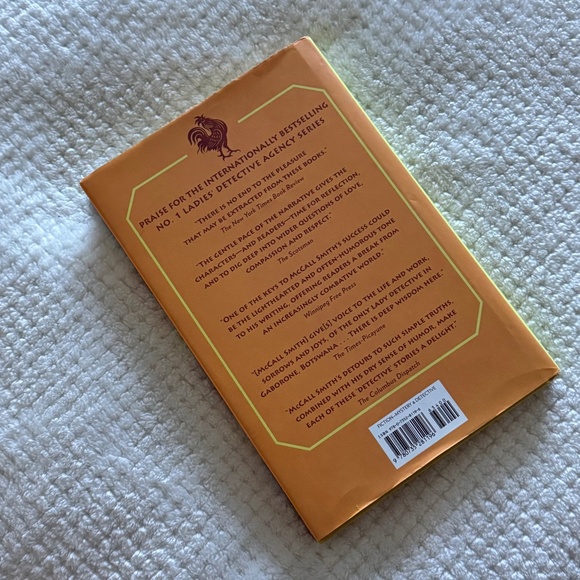 PRAISE FOR THE INTERNATIONALLY BESTSELLING
NO. 1 LADIES' DETECTIVE AGENCY SERIES
"THERE IS NO END TO THE PLEASURE
THAT MAY BE EXTRACTED FROM THESE BOOKS."
The New York Times Book Review
"THE GENTLE PACE OF THE NARRATIVE GIVES THE
CHARACTERS—AND READERS—TIME FOR REFLECTION,
AND TO DIG DEEP INTO WIDER QUESTIONS OF LOVE,
COMPASSION AND RESPECT."
The Scotsman
"ONE OF THE KEYS TO MCCALL SMITH'S SUCCESS COULD
BE THE LIGHTHEARTED AND OFTEN-HUMOROUS TONE
TO HIS WRITING, OFFERING READERS A BREAK FROM
AN INCREASINGLY COMBATIVE WORLD."
Winnipeg Free Press
"[MCCALL SMITH] GIVE[S] VOICE TO THE LIFE AND WORK,
SORROWS AND JOYS, OF THE ONLY LADY DETECTIVE IN
GABORONE, BOTSWANA . . . THERE IS DEEP WISDOM HERE."
The Times Picayune
"MCCALL SMITH'S DETOURS TO SUCH SIMPLE TRUTHS,
COMBINED WITH HIS DRY SENSE OF HUMOR, MAKE
EACH OF THESE 'DETECTIVE' STORIES A DELIGHT."
The Columbus Dispatch
FICTION—MYSTERY & DETECTIVE